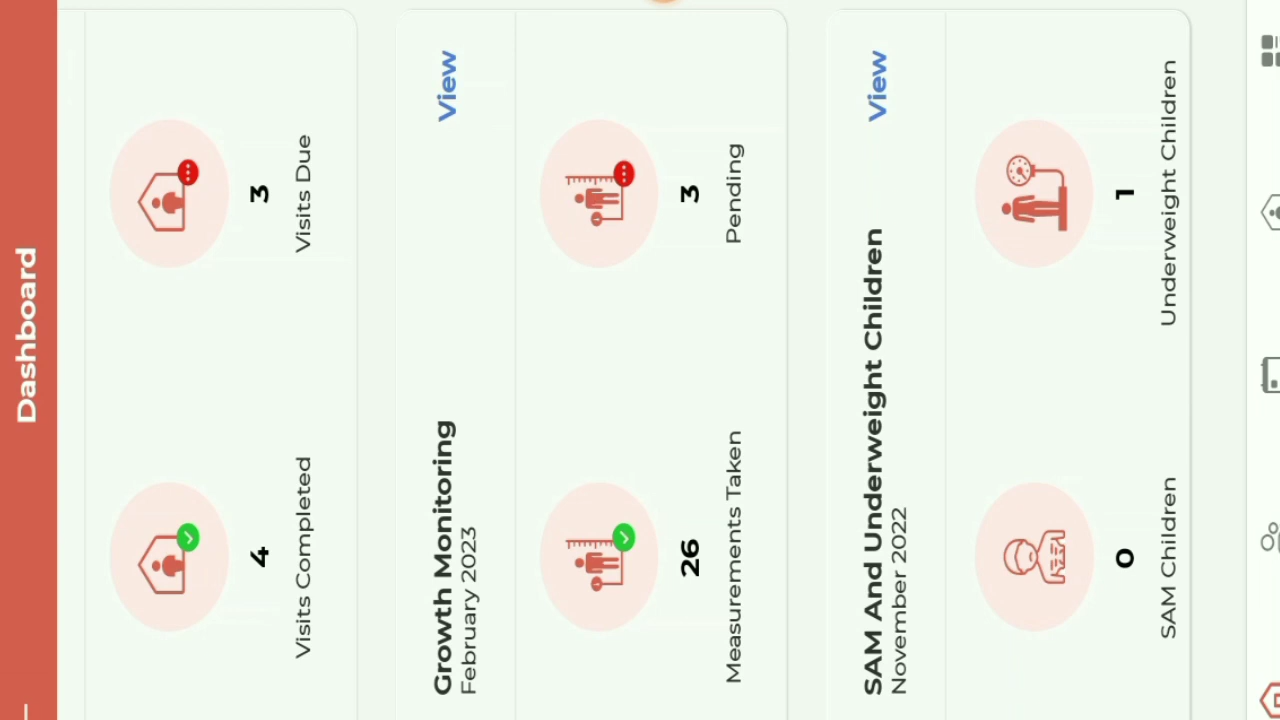 Dashboard
4
3
Visits Completed
Visits Due
Growth Monitoring
View
February 2023
26
3
Measurements Taken
Pending
SAM And Underweight Children
View
November 2022
0
1
SAM Children
Underweight Children